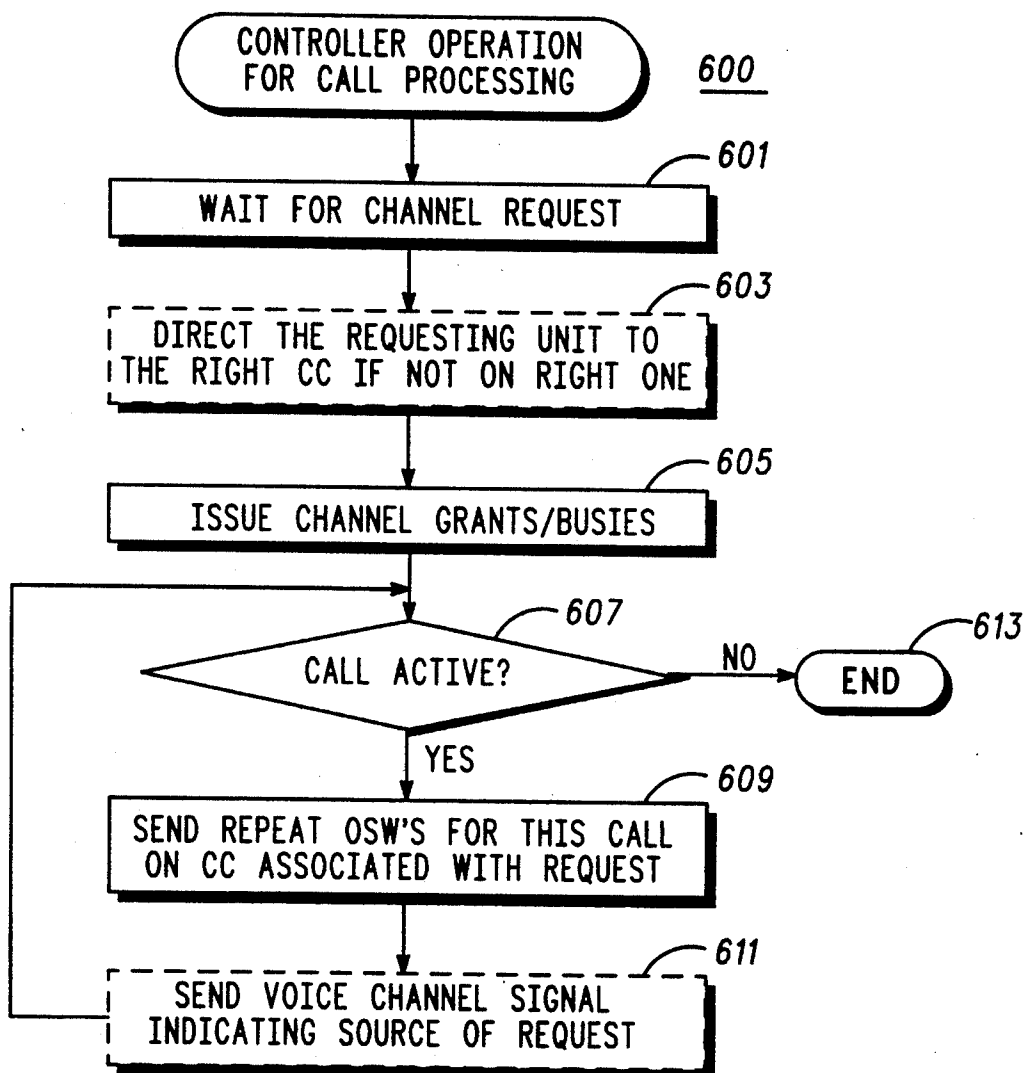 CONTROLLER OPERATION
FOR CALL PROCESSING
600
601
WAIT FOR CHANNEL REQUEST
603
DIRECT THE REQUESTING UNIT TO
THE RIGHT CC IF NOT ON RIGHT ONE
605
ISSUE CHANNEL GRANTS/BUSIES
607
CALL ACTIVE?
NO
613
END
YES
609
SEND REPEAT OSW'S FOR THIS CALL
ON CC ASSOCIATED WITH REQUEST
611
SEND VOICE CHANNEL SIGNAL
INDICATING SOURCE OF REQUEST